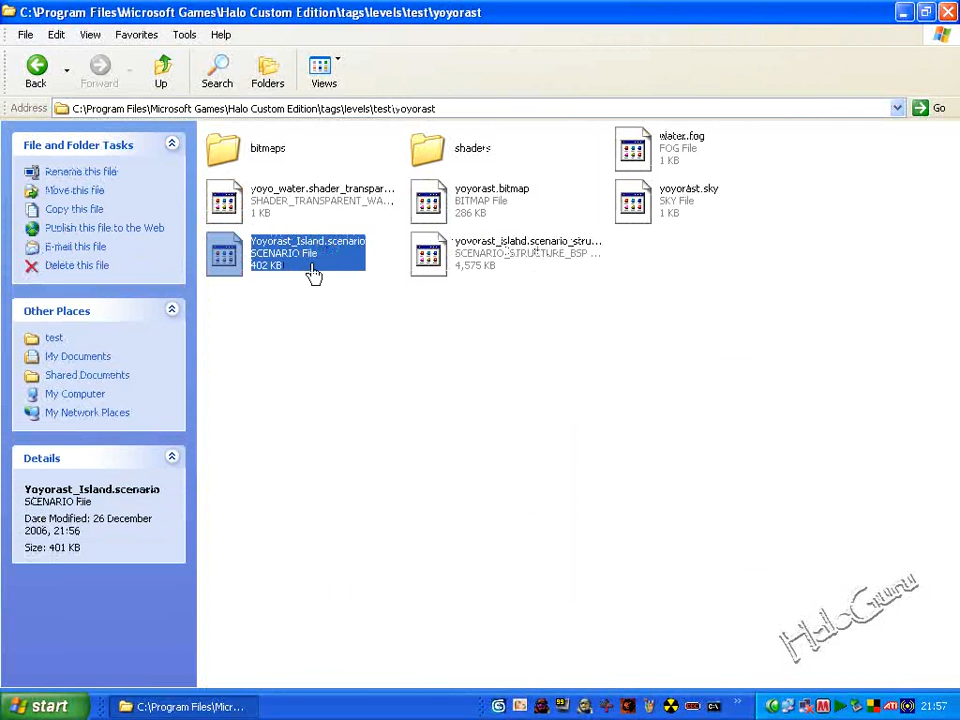 C:\Program Files\Microsoft Games\Halo Custom Edition\tags\levels\test\yoyorast
File Edit View Favorites Tools Help
Back Forward Up Search Folders Views
Address C:\Program Files\Microsoft Games\Halo Custom Edition\tags\levels\test\yoyorast Go
File and Folder Tasks
Rename this file
Move this file
Copy this file
Publish this file to the Web
E-mail this file
Delete this file
Other Places
test
My Documents
Shared Documents
My Computer
My Network Places
Details
Yoyorast_Island.scenario
SCENARIO File
Date Modified: 26 December
2006, 21:56
Size: 401 KB
bitmaps
shaders
water.fog
FOG File
1 KB
yoyo_water.shader_transpar...
SHADER_TRANSPARENT_WA...
1 KB
yoyorast.bitmap
BITMAP File
286 KB
yoyorast.sky
SKY File
1 KB
Yoyorast_Island.scenario
SCENARIO File
402 KB
yoyorast_island.scenario_stru...
SCENARIO_STRUCTURE_BSP ...
4,575 KB
HaloGuru
start C:\Program Files\Micr... 21:57